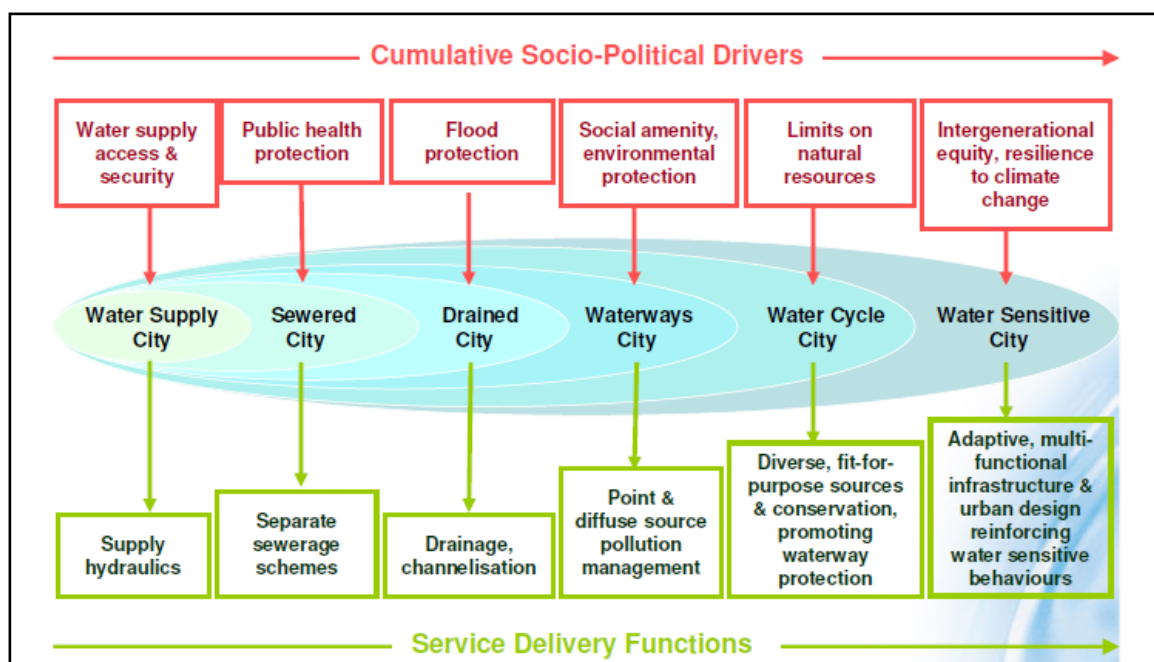 Cumulative Socio-Political Drivers
Water supply
access &
security
Public health
protection
Flood
protection
Social amenity,
environmental
protection
Limits on
natural
resources
Intergenerational
equity, resilience
to climate
change
Water Supply
City
Sewered
City
Drained
City
Waterways
City
Water Cycle
City
Water Sensitive
City
Supply
hydraulics
Separate
sewerage
schemes
Drainage,
channelisation
Point &
diffuse source
pollution
management
Diverse, fit-for-
purpose sources
& conservation,
promoting
waterway
protection
Adaptive, multi-
functional
infrastructure &
urban design
reinforcing
water sensitive
behaviours
Service Delivery Functions